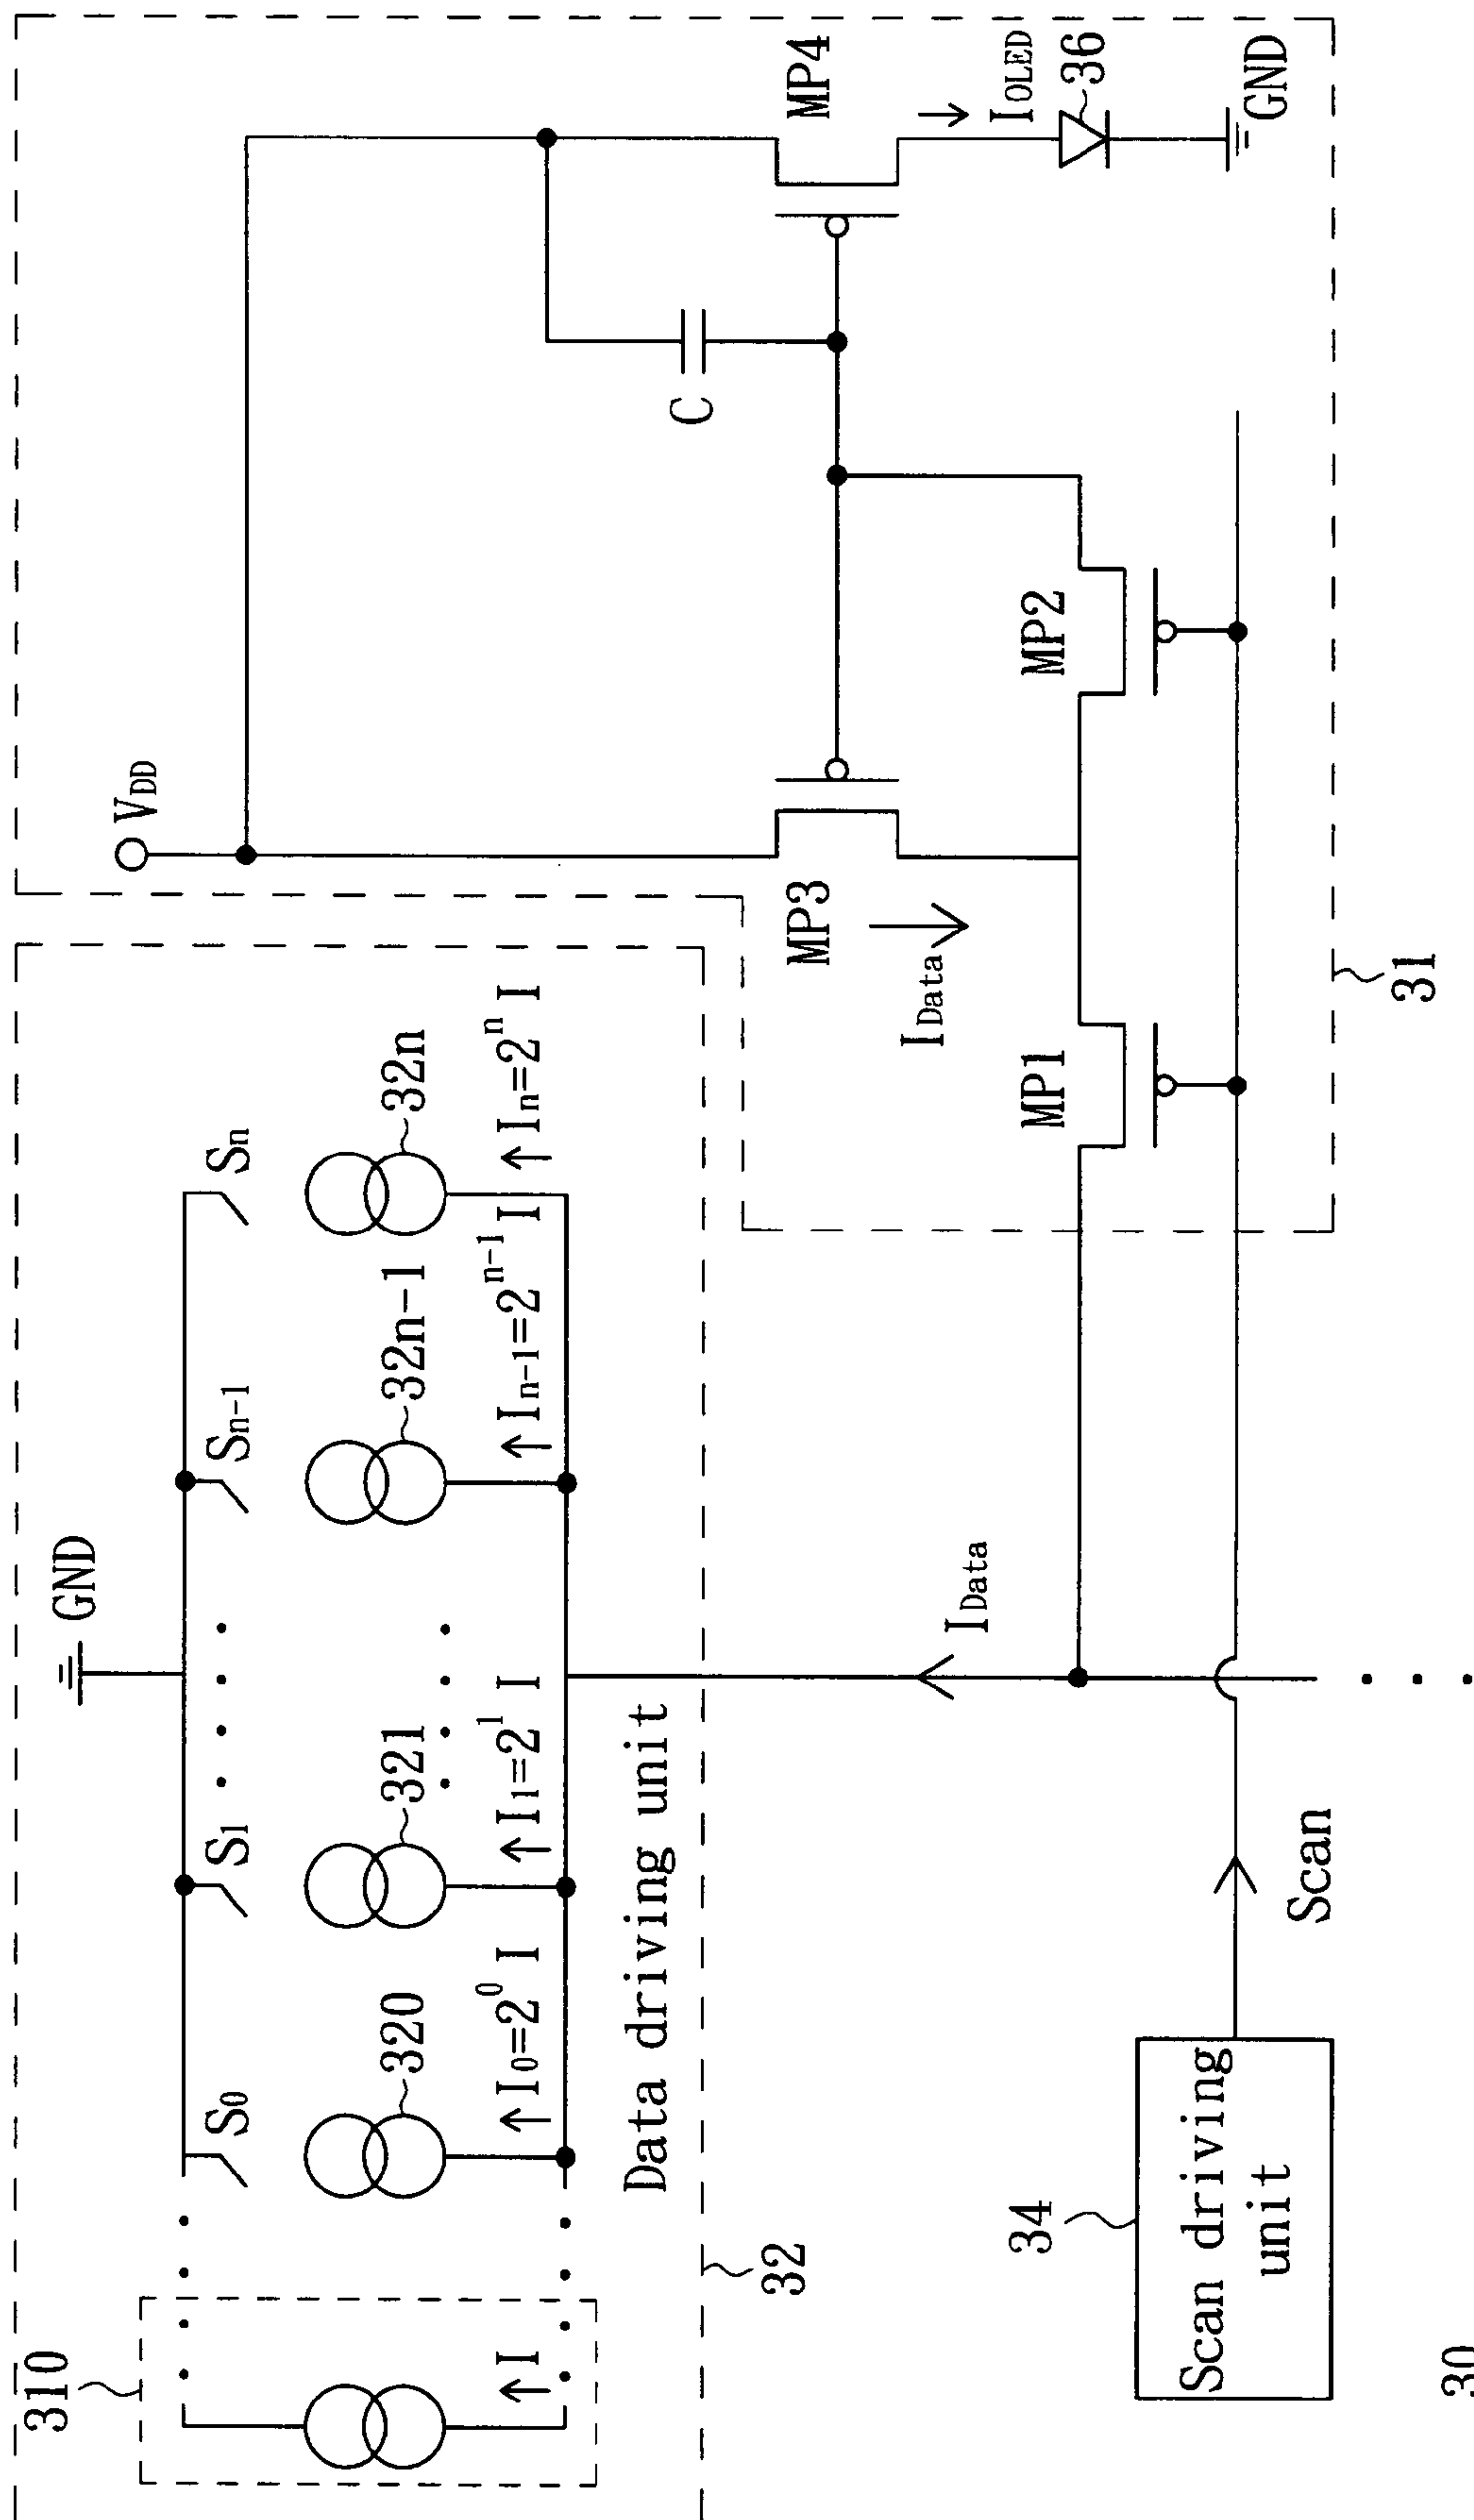 310
GND
S0
S1
Sn-1
Sn
320
321
32n-1
32n
I
I0=2^0 I
I1=2^1 I
In-1=2^n-1 I
In=2^n I
Data driving unit
32
VDD
MP3
MP4
C
IData
IOLED
36
GND
IData
MP1
MP2
34
Scan driving
unit
Scan
31
30